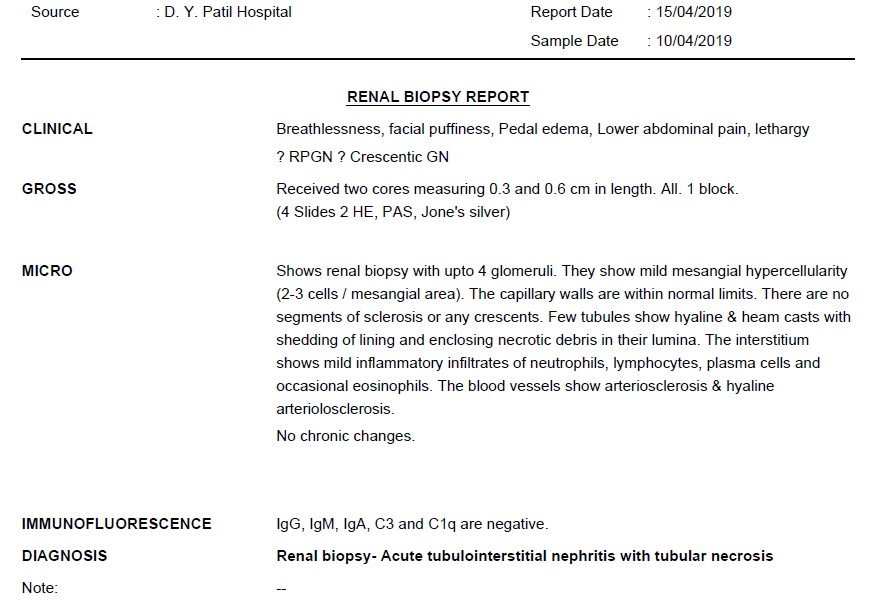 Source : D. Y. Patil Hospital Report Date : 15/04/2019
Sample Date : 10/04/2019
RENAL BIOPSY REPORT
CLINICAL Breathlessness, facial puffiness, Pedal edema, Lower abdominal pain, lethargy
? RPGN ? Crescentic GN
GROSS Received two cores measuring 0.3 and 0.6 cm in length. All. 1 block.
(4 Slides 2 HE, PAS, Jone's silver)
MICRO Shows renal biopsy with upto 4 glomeruli. They show mild mesangial hypercellularity
(2-3 cells / mesangial area). The capillary walls are within normal limits. There are no
segments of sclerosis or any crescents. Few tubules show hyaline & heam casts with
shedding of lining and enclosing necrotic debris in their lumina. The interstitium
shows mild inflammatory infiltrates of neutrophils, lymphocytes, plasma cells and
occasional eosinophils. The blood vessels show arteriosclerosis & hyaline
arteriolosclerosis.
No chronic changes.
IMMUNOFLUORESCENCE IgG, IgM, IgA, C3 and C1q are negative.
DIAGNOSIS Renal biopsy- Acute tubulointerstitial nephritis with tubular necrosis
Note: --